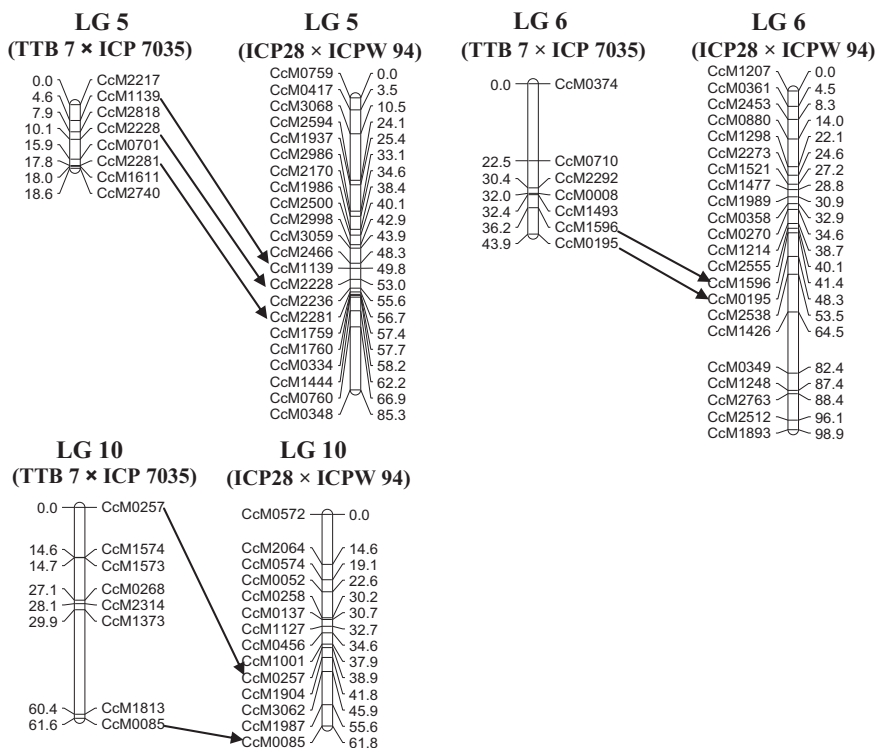 LG 5
(TTB 7 × ICP 7035)
0.0 CcM2217
4.6 CcM1139
7.9 CcM2818
10.1 CcM2228
15.9 CcM0701
17.8 CcM2281
18.0 CcM1611
18.6 CcM2740
LG 5
(ICP28 × ICPW 94)
CcM0759 0.0
CcM0417 3.5
CcM3068 10.5
CcM2594 24.1
CcM1937 25.4
CcM2986 33.1
CcM2170 34.6
CcM1986 38.4
CcM2500 40.1
CcM2998 42.9
CcM3059 43.9
CcM2466 48.3
CcM1139 49.8
CcM2228 53.0
CcM2236 55.6
CcM2281 56.7
CcM1759 57.4
CcM1760 57.7
CcM0334 58.2
CcM1444 62.2
CcM0760 66.9
CcM0348 85.3
LG 6
(TTB 7 × ICP 7035)
0.0 CcM0374
22.5 CcM0710
30.4 CcM2292
32.0 CcM0008
32.4 CcM1493
36.2 CcM1596
43.9 CcM0195
LG 6
(ICP28 × ICPW 94)
CcM1207 0.0
CcM0361 4.5
CcM2453 8.3
CcM0880 14.0
CcM1298 22.1
CcM2273 24.6
CcM1521 27.2
CcM1477 28.8
CcM1989 30.9
CcM0358 32.9
CcM0270 34.6
CcM1214 38.7
CcM2555 40.1
CcM1596 41.4
CcM0195 48.3
CcM2538 53.5
CcM1426 64.5
CcM0349 82.4
CcM1248 87.4
CcM2763 88.4
CcM2512 96.1
CcM1893 98.9
LG 10
(TTB 7 × ICP 7035)
0.0 CcM0257
14.6 CcM1574
14.7 CcM1573
27.1 CcM0268
28.1 CcM2314
29.9 CcM1373
60.4 CcM1813
61.6 CcM0085
LG 10
(ICP28 × ICPW 94)
CcM0572 0.0
CcM2064 14.6
CcM0574 19.1
CcM0052 22.6
CcM0258 30.2
CcM0137 30.7
CcM1127 32.7
CcM0456 34.6
CcM1001 37.9
CcM0257 38.9
CcM1904 41.8
CcM3062 45.9
CcM1987 55.6
CcM0085 61.8